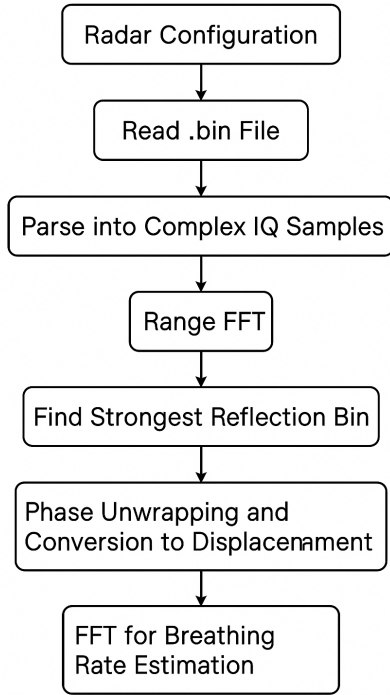 Radar Configuration
Read .bin File
Parse into Complex IQ Samples
Range FFT
Find Strongest Reflection Bin
Phase Unwrapping and
Conversion to Displacenament
FFT for Breathing
Rate Estimation